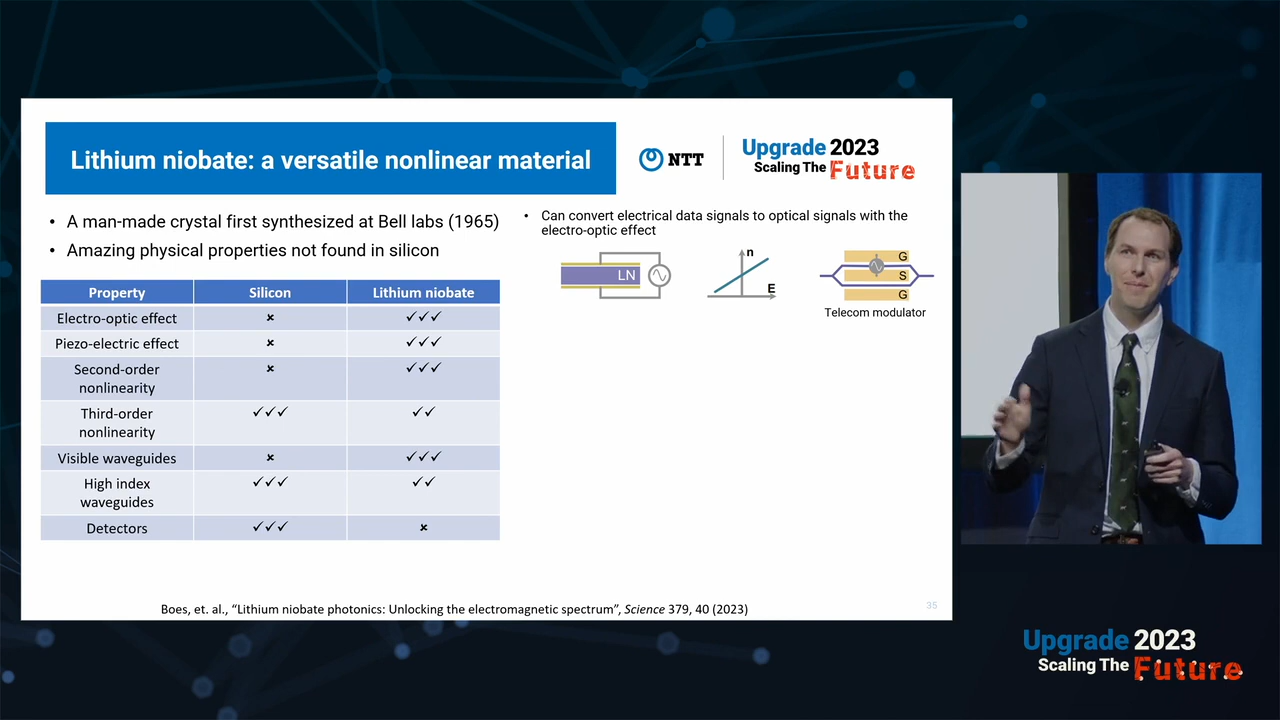 Lithium niobate: a versatile nonlinear material
NTT
Upgrade 2023
Scaling The Future
• A man-made crystal first synthesized at Bell labs (1965)
• Amazing physical properties not found in silicon
Property Silicon Lithium niobate
Electro-optic effect × ✓✓✓
Piezo-electric effect × ✓✓✓
Second-order
nonlinearity × ✓✓✓
Third-order
nonlinearity ✓✓✓ ✓✓
Visible waveguides × ✓✓✓
High index
waveguides ✓✓✓ ✓✓
Detectors ✓✓✓ ×
• Can convert electrical data signals to optical signals with the
electro-optic effect
LN
n
E
G
S
G
Telecom modulator
Boes, et. al., “Lithium niobate photonics: Unlocking the electromagnetic spectrum”, Science 379, 40 (2023)
35
Upgrade 2023
Scaling The Future